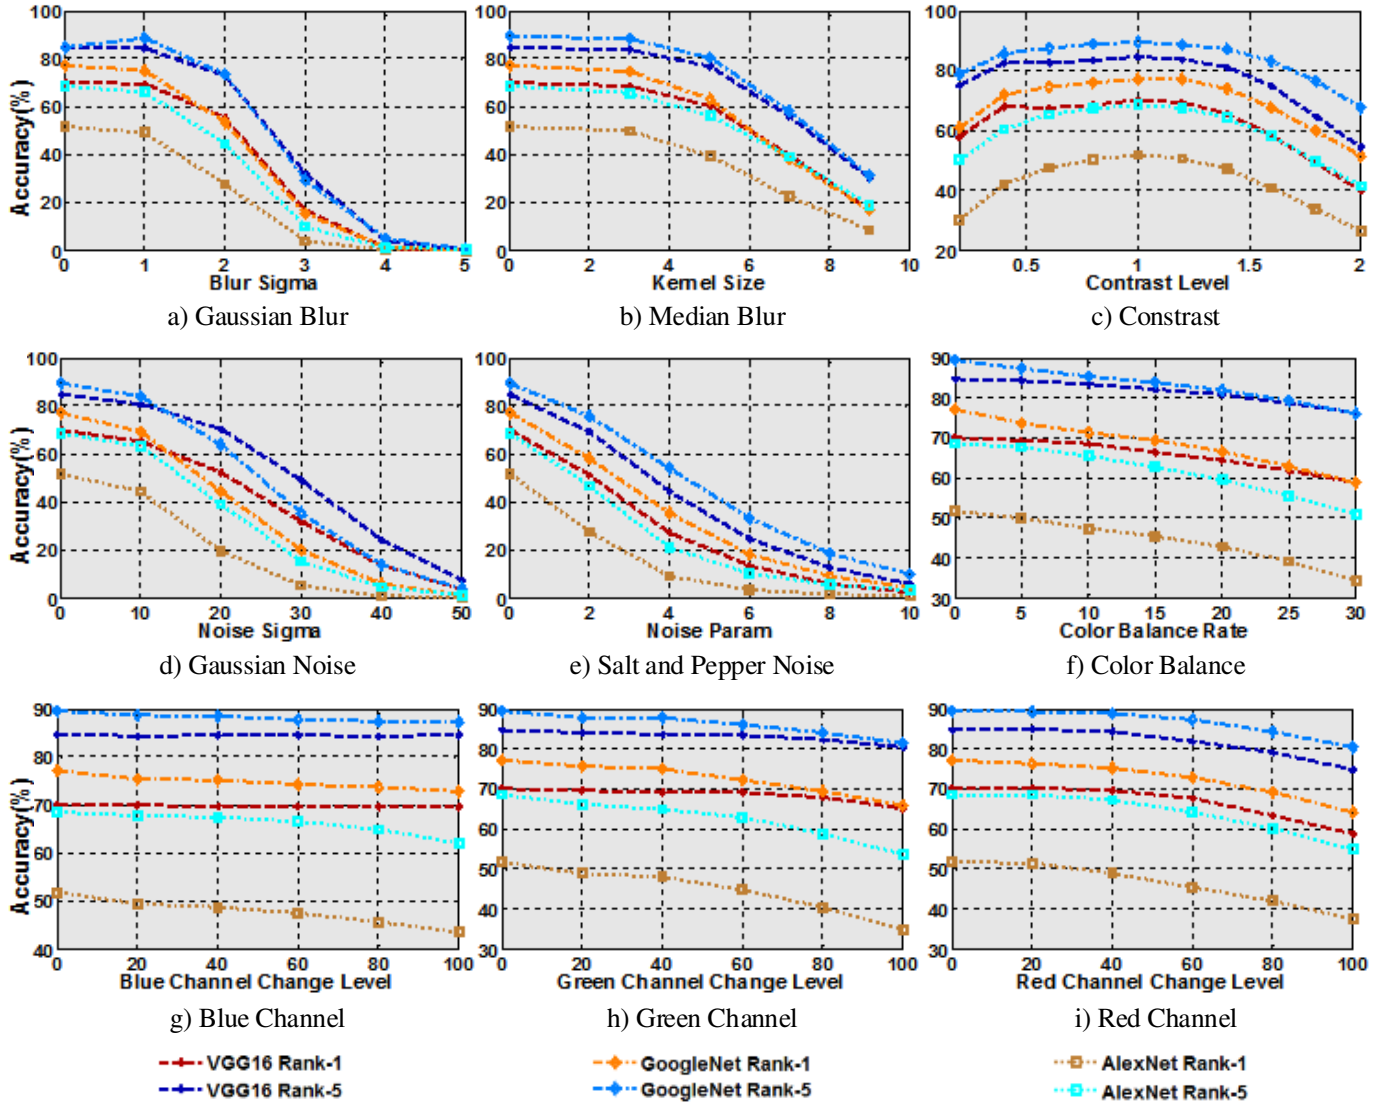 100
80
60
40
20
0
Accuracy(%)
0 1 2 3 4 5
Blur Sigma
a) Gaussian Blur
100
80
60
40
20
0
0 2 4 6 8 10
Kernel Size
b) Median Blur
100
80
60
40
20
0.5 1 1.5 2
Contrast Level
c) Constrast
100
80
60
40
20
0
Accuracy(%)
0 10 20 30 40 50
Noise Sigma
d) Gaussian Noise
100
80
60
40
20
0
0 2 4 6 8 10
Noise Param
e) Salt and Pepper Noise
90
80
70
60
50
40
30
0 5 10 15 20 25 30
Color Balance Rate
f) Color Balance
90
80
70
60
50
40
Accuracy(%)
0 20 40 60 80 100
Blue Channel Change Level
g) Blue Channel
90
80
70
60
50
40
30
0 20 40 60 80 100
Green Channel Change Level
h) Green Channel
90
80
70
60
50
40
30
0 20 40 60 80 100
Red Channel Change Level
i) Red Channel
VGG16 Rank-1
VGG16 Rank-5
GoogleNet Rank-1
GoogleNet Rank-5
AlexNet Rank-1
AlexNet Rank-5